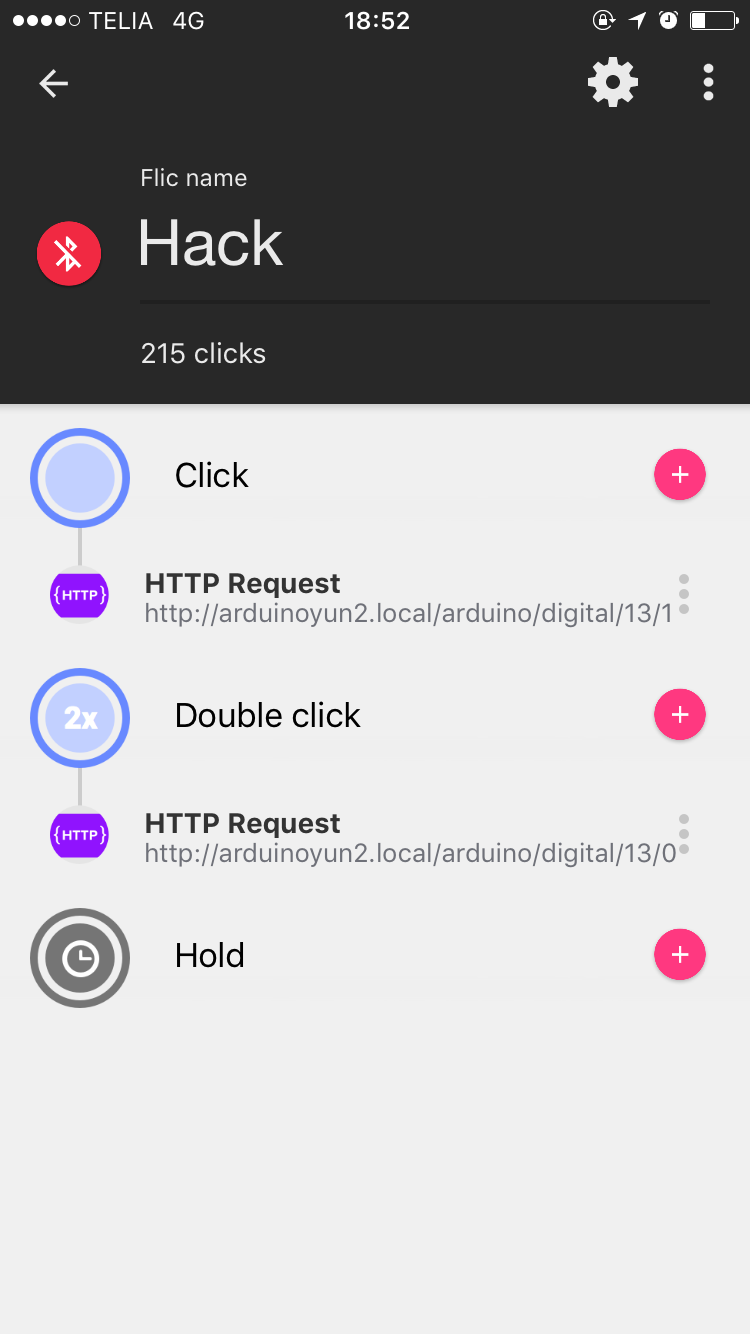 TELIA 4G 18:52
Flic name
Hack
215 clicks
Click
{HTTP} HTTP Request
http://arduinoyun2.local/arduino/digital/13/1
2x Double click
{HTTP} HTTP Request
http://arduinoyun2.local/arduino/digital/13/0
Hold